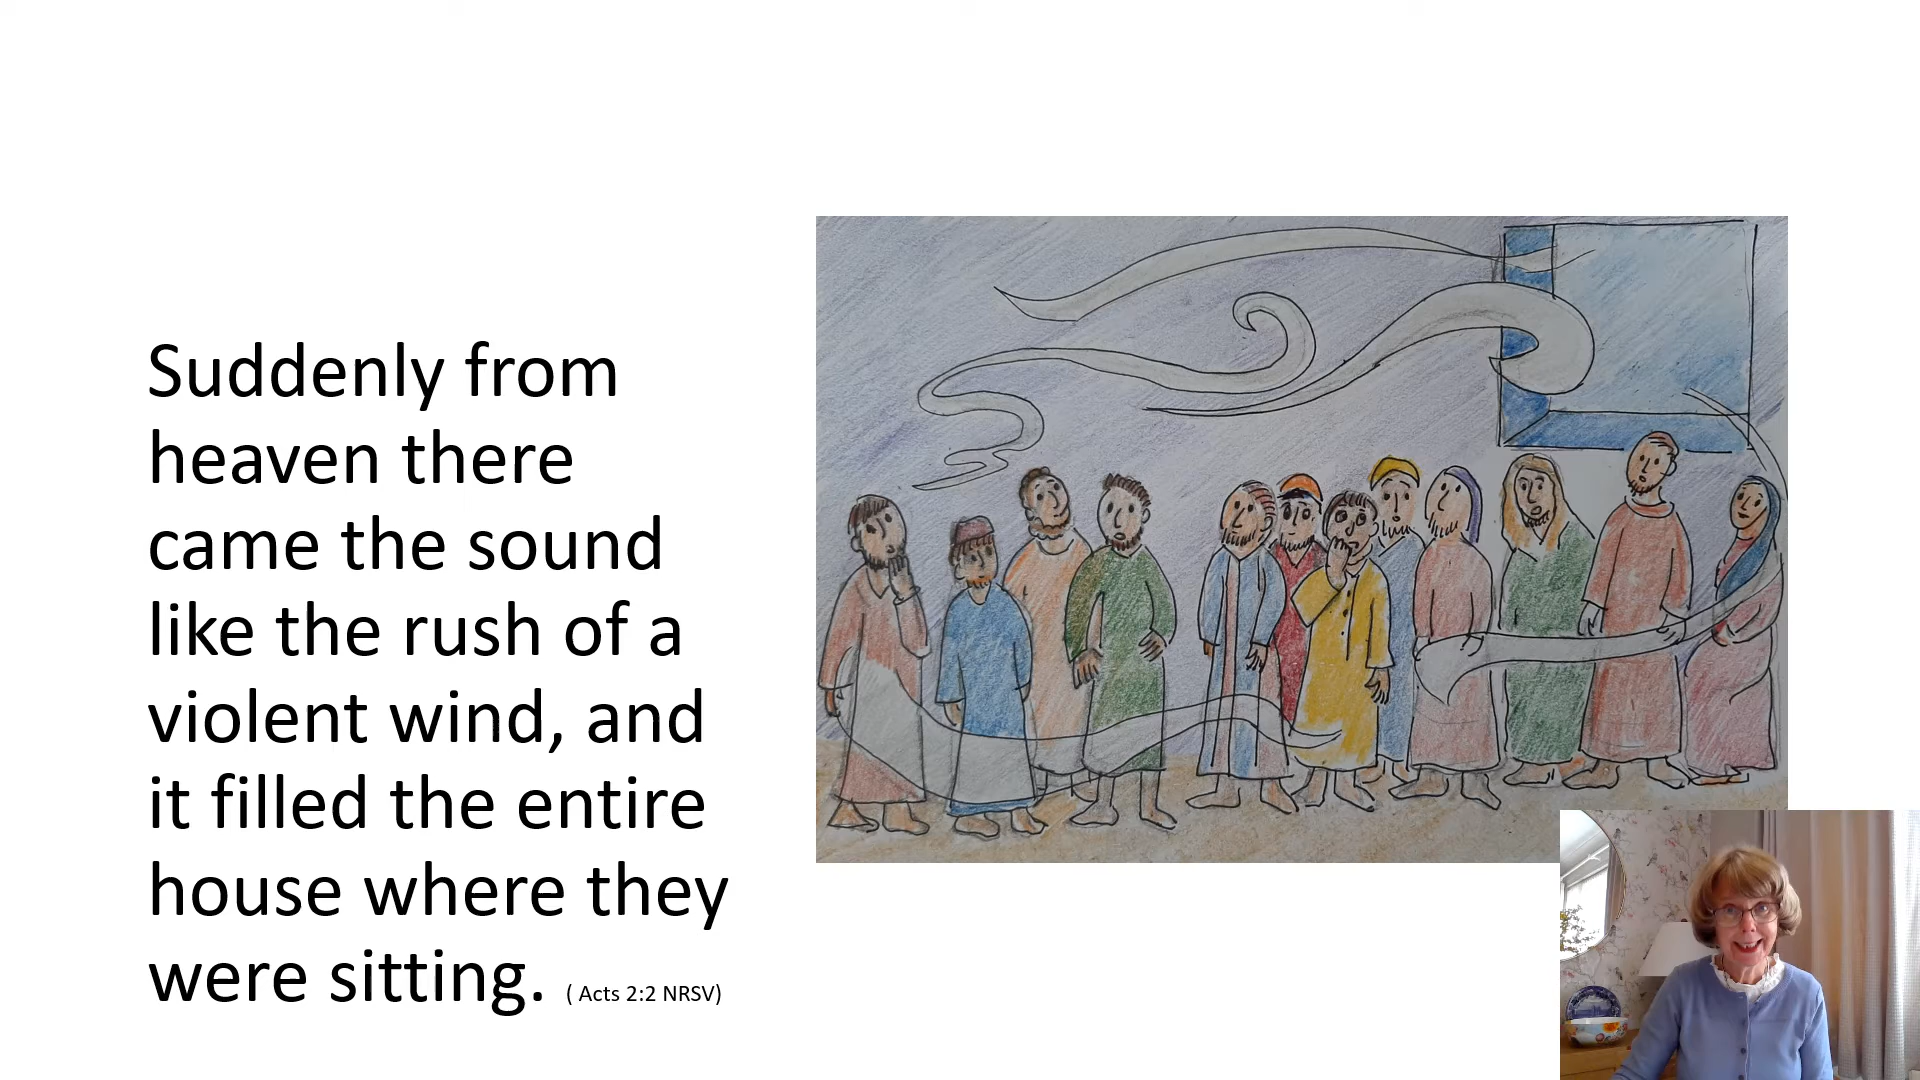 Suddenly from
heaven there
came the sound
like the rush of a
violent wind, and
it filled the entire
house where they
were sitting. ( Acts 2:2 NRSV)